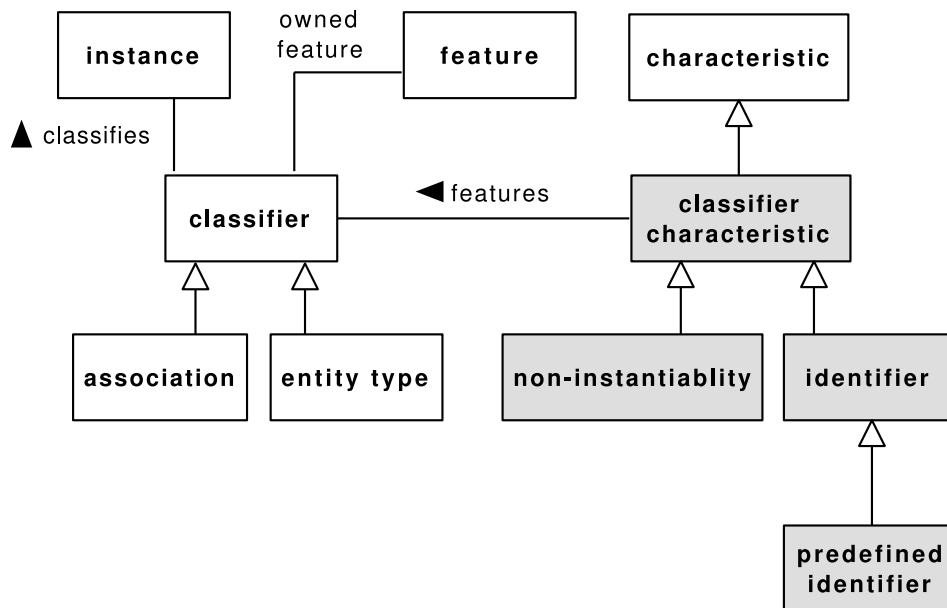 owned
feature
instance
feature
characteristic
classifies
classifier
features
classifier
characteristic
association
entity type
non-instantiablity
identifier
predefined
identifier